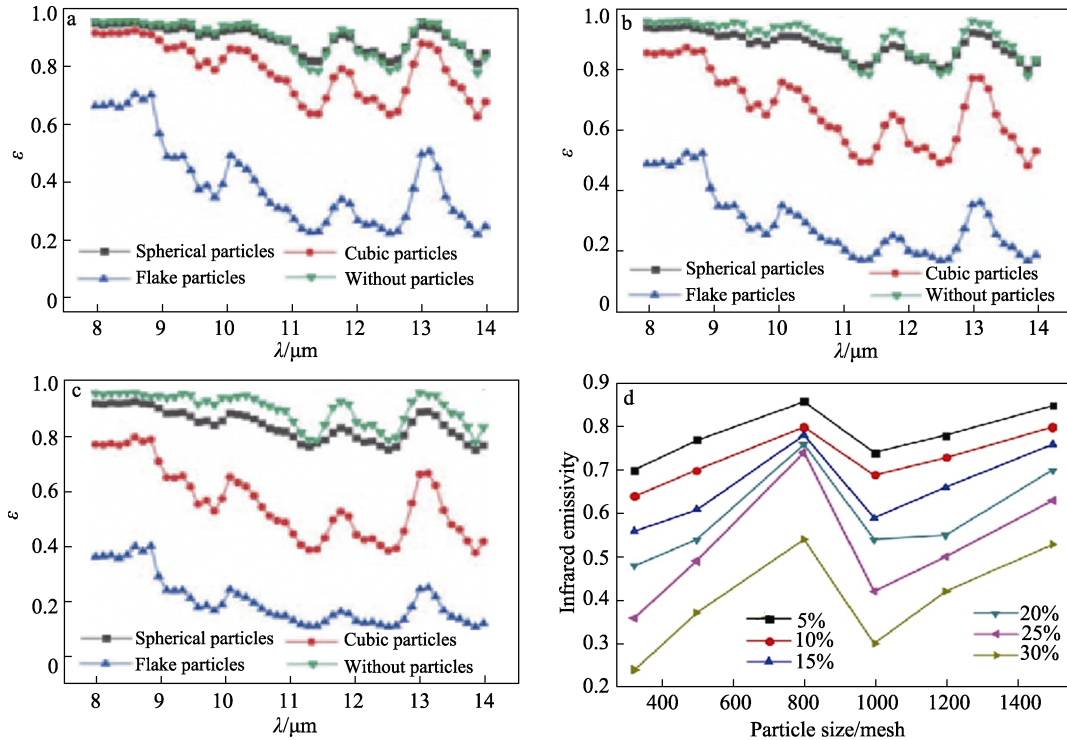 a
1.0
0.8
0.6
0.4
0.2
0
ε
Spherical particles
Cubic particles
Flake particles
Without particles
8 9 10 11 12 13 14
λ/μm
b
1.0
0.8
0.6
0.4
0.2
0
ε
Spherical particles
Cubic particles
Flake particles
Without particles
8 9 10 11 12 13 14
λ/μm
c
1.0
0.8
0.6
0.4
0.2
0
ε
Spherical particles
Cubic particles
Flake particles
Without particles
8 9 10 11 12 13 14
λ/μm
d
0.9
0.8
0.7
0.6
0.5
0.4
0.3
0.2
Infrared emissivity
5%
10%
15%
20%
25%
30%
400 600 800 1000 1200 1400
Particle size/mesh